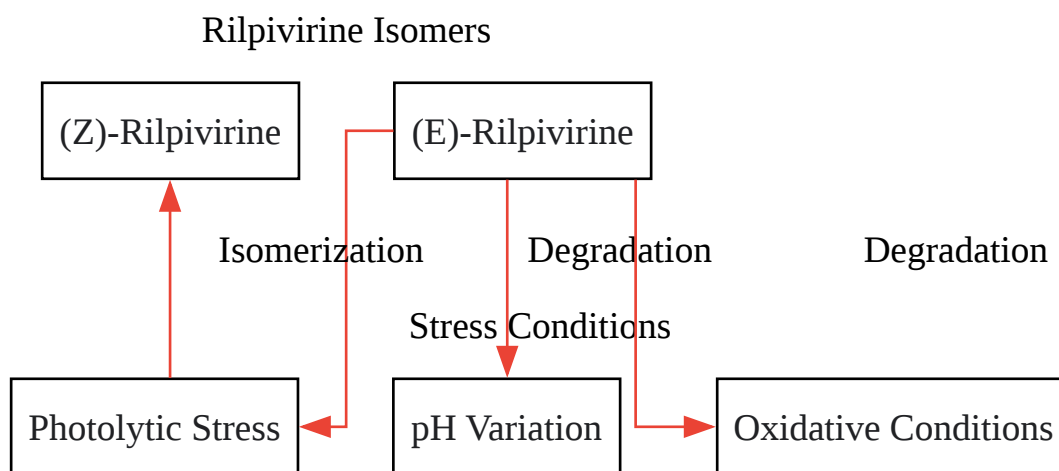 Rilpivirine Isomers
(Z)-Rilpivirine
(E)-Rilpivirine
Isomerization
Degradation
Degradation
Stress Conditions
Photolytic Stress
pH Variation
Oxidative Conditions